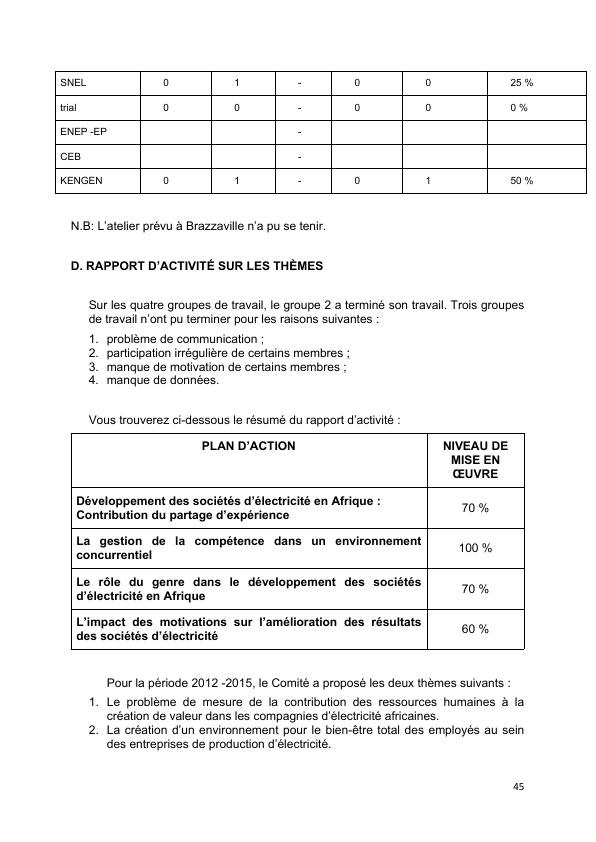 SNEL 0 1 - 0 0 25 %
trial 0 0 - 0 0 0 %
ENEP -EP -
CEB -
KENGEN 0 1 - 0 1 50 %
N.B: L’atelier prévu à Brazzaville n’a pu se tenir.
D. RAPPORT D’ACTIVITÉ SUR LES THÈMES
Sur les quatre groupes de travail, le groupe 2 a terminé son travail. Trois groupes
de travail n’ont pu terminer pour les raisons suivantes :
1. problème de communication ;
2. participation irrégulière de certains membres ;
3. manque de motivation de certains membres ;
4. manque de données.
Vous trouverez ci-dessous le résumé du rapport d’activité :
PLAN D’ACTION NIVEAU DE
MISE EN
ŒUVRE
Développement des sociétés d’électricité en Afrique :
Contribution du partage d’expérience
70 %
La gestion de la compétence dans un environnement
concurrentiel
100 %
Le rôle du genre dans le développement des sociétés
d’électricité en Afrique
70 %
L’impact des motivations sur l’amélioration des résultats
des sociétés d’électricité
60 %
Pour la période 2012 -2015, le Comité a proposé les deux thèmes suivants :
1. Le problème de mesure de la contribution des ressources humaines à la
création de valeur dans les compagnies d’électricité africaines.
2. La création d’un environnement pour le bien-être total des employés au sein
des entreprises de production d’électricité.
45